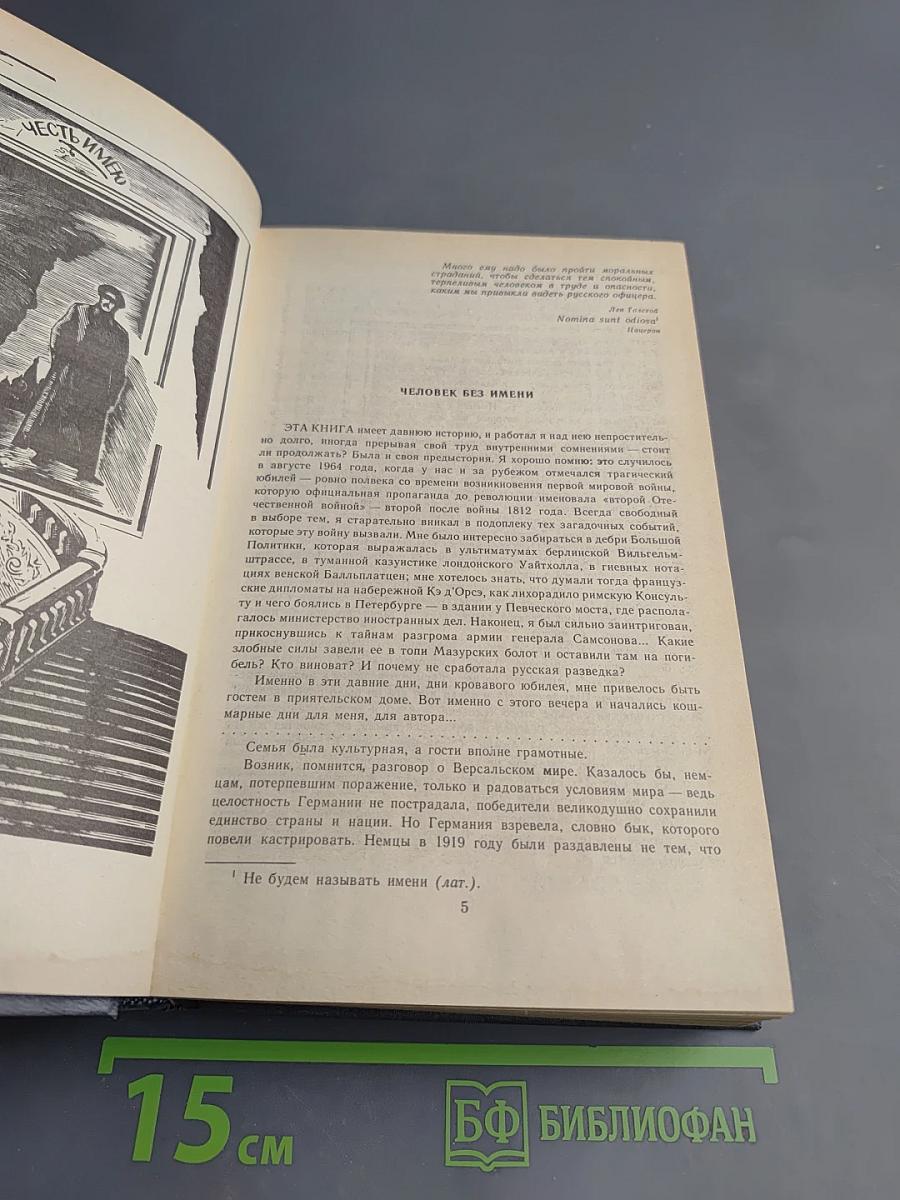 ЧЕСТЬ ИМЕЮ
Много ему надо было пройти моральных
страданий, чтобы сделаться тем спокойным,
терпеливым человеком в труде и опасности,
каким мы привыкли видеть русского офицера.
Лев Толстой
Nomina sunt odiosa¹
Цицерон
ЧЕЛОВЕК БЕЗ ИМЕНИ
ЭТА КНИГА имеет давнюю историю, и работал я над нею непроститель-
но долго, иногда прерывая свой труд внутренними сомнениями — стоит
ли продолжать? Была и своя предыстория. Я хорошо помню: это случилось
в августе 1964 года, когда у нас и за рубежом отмечался трагический
юбилей — ровно полвека со времени возникновения первой мировой войны,
которую официальная пропаганда до революции именовала «второй Оте-
чественной войной» — второй после войны 1812 года. Всегда свободный
в выборе тем, я старательно вникал в подоплеку тех загадочных событий,
которые эту войну вызвали. Мне было интересно забираться в дебри Большой
Политики, которая выражалась в ультиматумах берлинской Вильгельм-
штрассе, в туманной казуистике лондонского Уайтхолла, в гневных нота-
циях венской Балльплатцен; мне хотелось знать, что думали тогда француз-
ские дипломаты на набережной Кэ д'Орсэ, как лихорадило римскую Консуль-
ту и чего боялись в Петербурге — в здании у Певческого моста, где распола-
галось министерство иностранных дел. Наконец, я был сильно заинтригован,
прикоснувшись к тайнам разгрома армии генерала Самсонова... Какие
злобные силы завели ее в топи Мазурских болот и оставили там на поги-
бель? Кто виноват? И почему не сработала русская разведка?
Именно в эти давние дни, дни кровавого юбилея, мне привелось быть
гостем в приятельском доме. Вот именно с этого вечера и начались кош-
марные дни для меня, для автора...
Семья была культурная, а гости вполне грамотные.
Возник, помнится, разговор о Версальском мире. Казалось бы, нем-
цам, потерпевшим поражение, только и радоваться условиям мира — ведь
целостность Германии не пострадала, победители великодушно сохранили
единство страны и нации. Но Германия взревела, словно бык, которого
повели кастрировать. Немцы в 1919 году были раздавлены не тем, что
¹ Не будем называть имени (лат.).
5
15 см
БФ БИБЛИОФАН